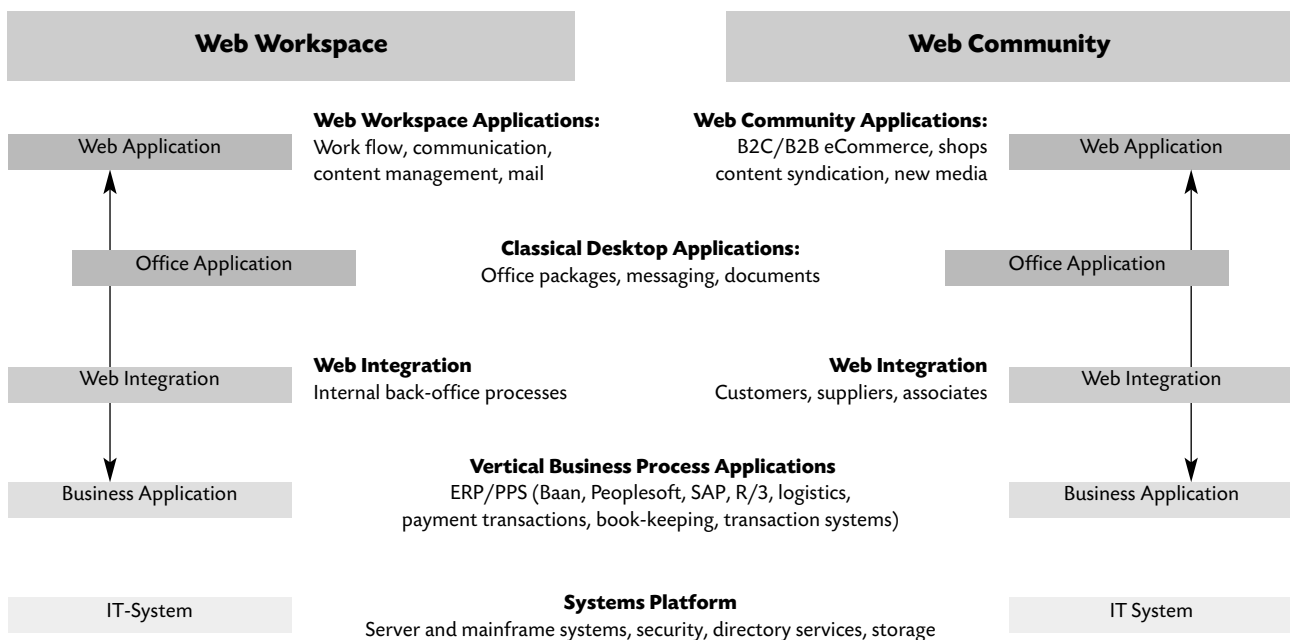 Web Workspace
Web Community
Web Workspace Applications:
Web Community Applications:
Web Application
Work flow, communication,
content management, mail
B2C/B2B eCommerce, shops
content syndication, new media
Web Application
Office Application
Classical Desktop Applications:
Office packages, messaging, documents
Office Application
Web Integration
Web Integration
Internal back-office processes
Web Integration
Customers, suppliers, associates
Web Integration
Business Application
Vertical Business Process Applications
ERP/PPS (Baan, Peoplesoft, SAP, R/3, logistics,
payment transactions, book-keeping, transaction systems)
Business Application
IT-System
Systems Platform
Server and mainframe systems, security, directory services, storage
IT System